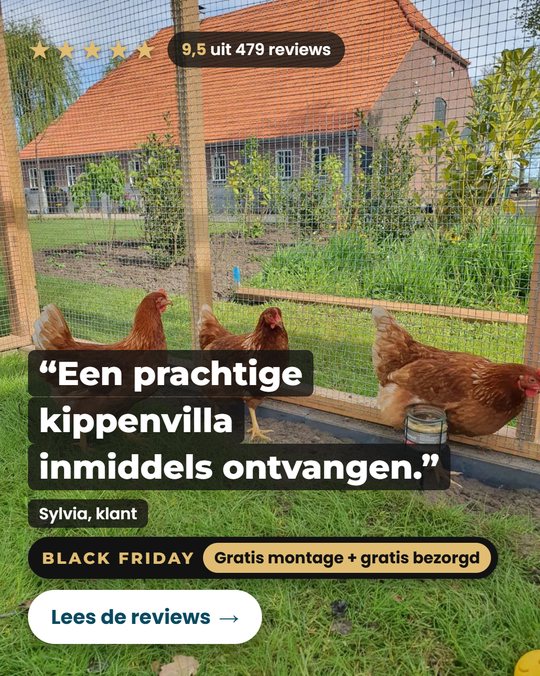 9,5 uit 479 reviews
“Een prachtige
kippenvilla
inmiddels ontvangen.”
Sylvia, klant
BLACK FRIDAY Gratis montage + gratis bezorgd
Lees de reviews →